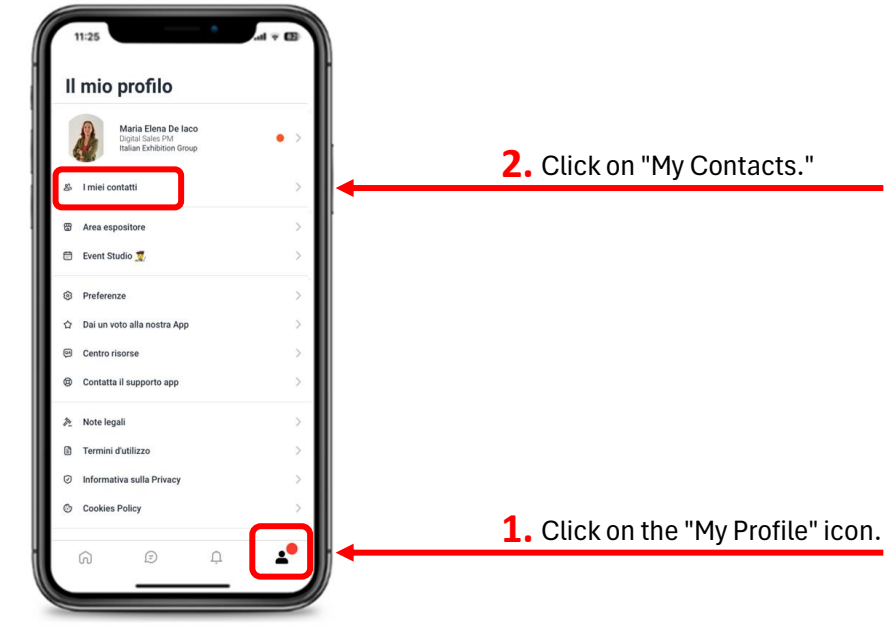 11:25
82
Il mio profilo
Maria Elena De Iaco
Digital Sales PM
Italian Exhibition Group
I miei contatti
Area espositore
Event Studio
Preferenze
Dai un voto alla nostra App
Centro risorse
Contatta il supporto app
Note legali
Termini d'utilizzo
Informativa sulla Privacy
Cookies Policy
2. Click on "My Contacts."
1. Click on the "My Profile" icon.